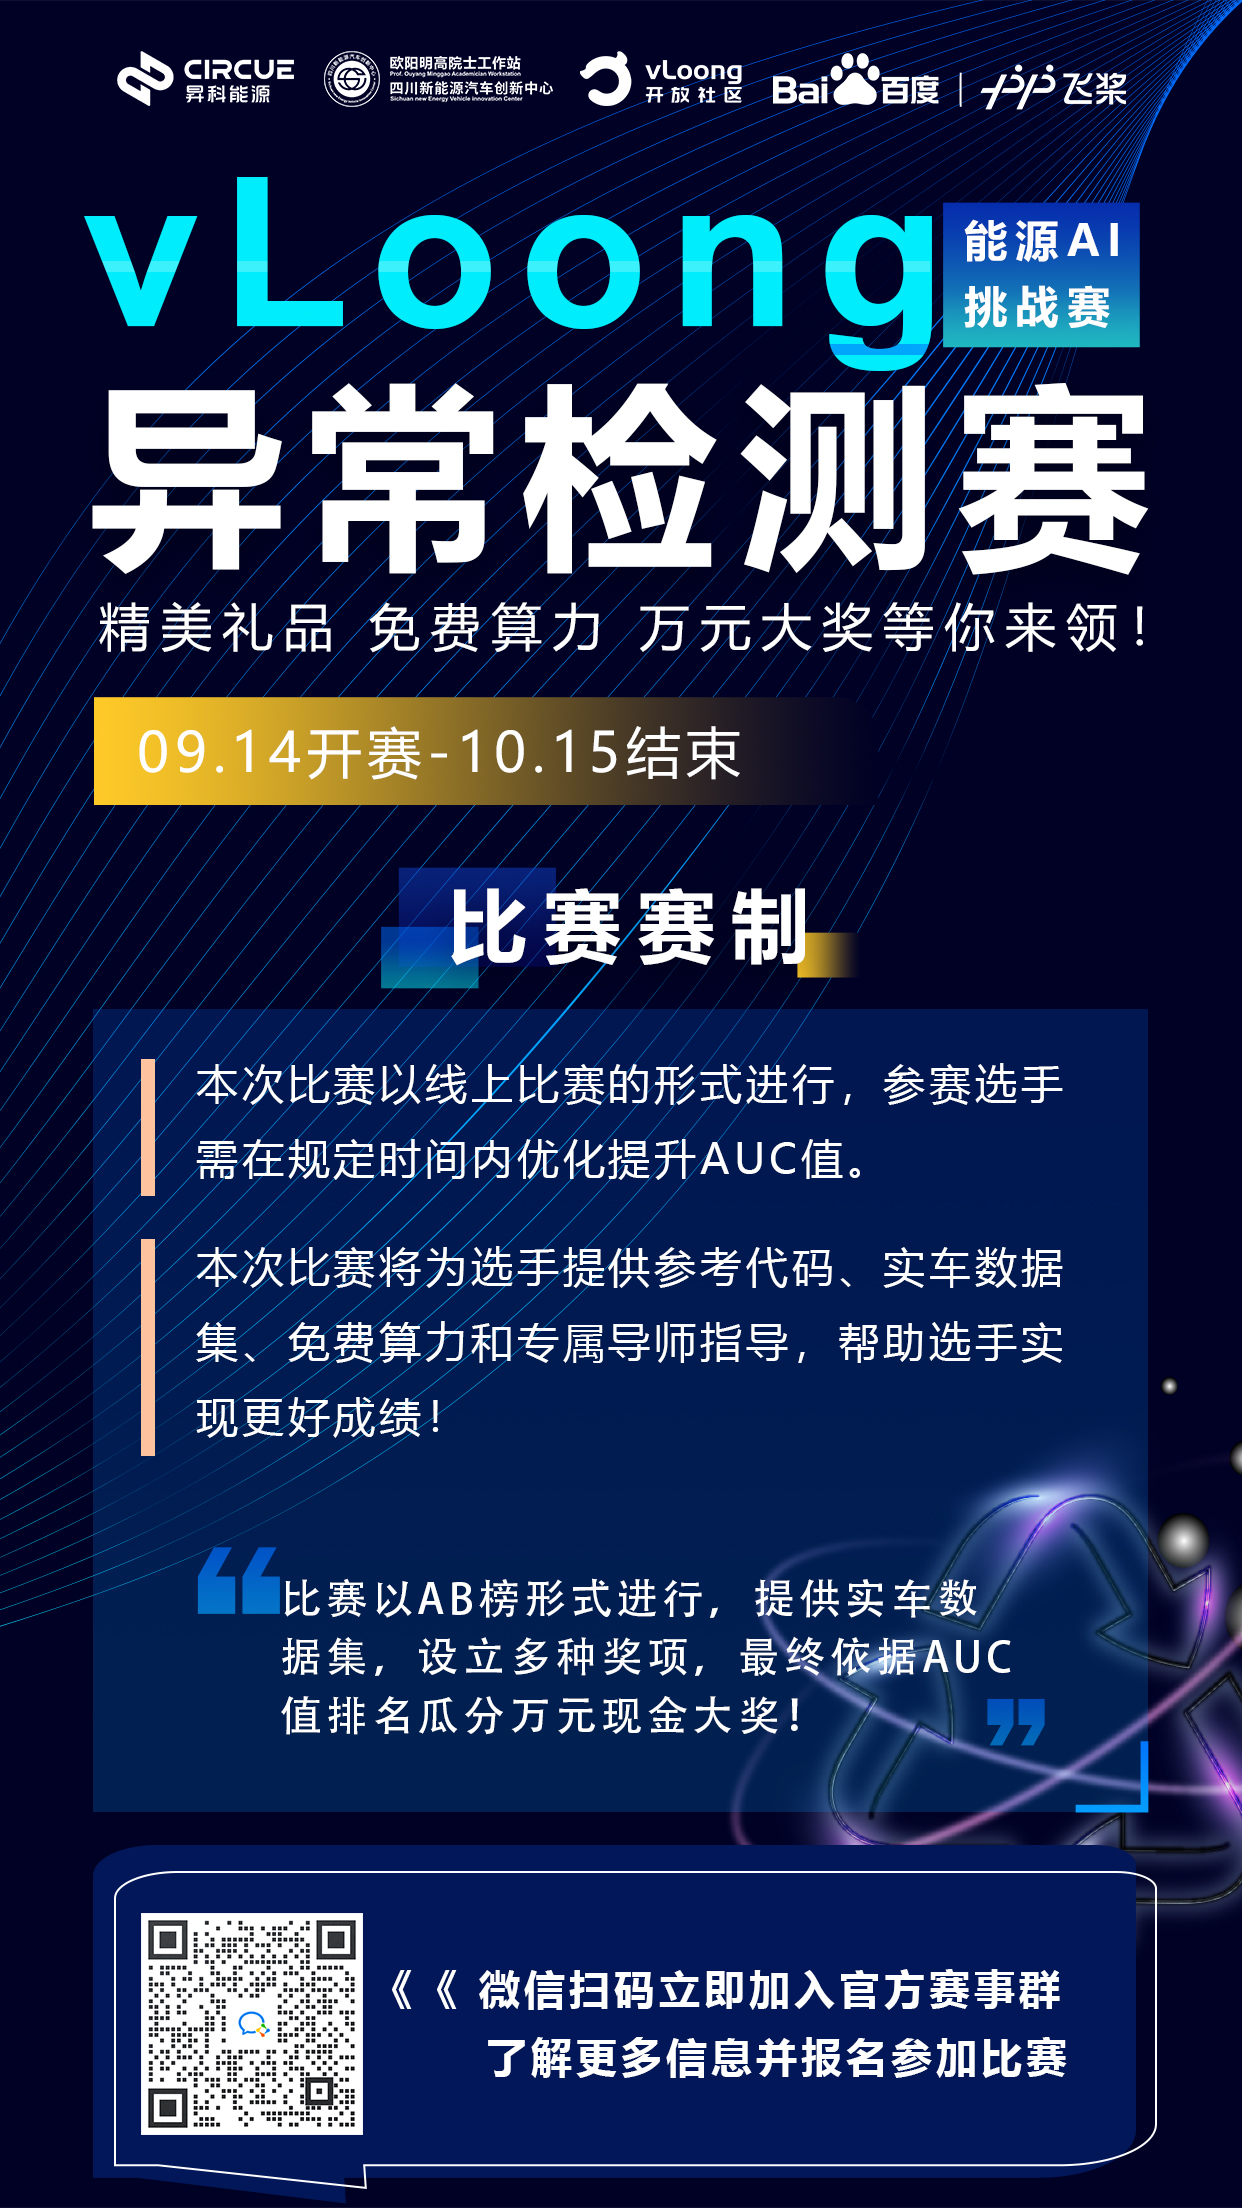 CIRCUE
昇科能源
欧阳明高院士工作站
Prof. Ouyang Minggao Academician Workstation
四川新能源汽车创新中心
Sichuan new Energy Vehicle Innovation Center
vLoong
开放社区
Bai百度
飞桨
vLoong
能源AI
挑战赛
异常检测赛
精美礼品 免费算力 万元大奖等你来领！
09.14开赛-10.15结束
比赛赛制
本次比赛以线上比赛的形式进行，参赛选手
需在规定时间内优化提升AUC值。
本次比赛将为选手提供参考代码、实车数据
集、免费算力和专属导师指导，帮助选手实
现更好成绩！
“比赛以AB榜形式进行，提供实车数
据集，设立多种奖项，最终依据AUC
值排名瓜分万元现金大奖！”
《《 微信扫码立即加入官方赛事群
了解更多信息并报名参加比赛